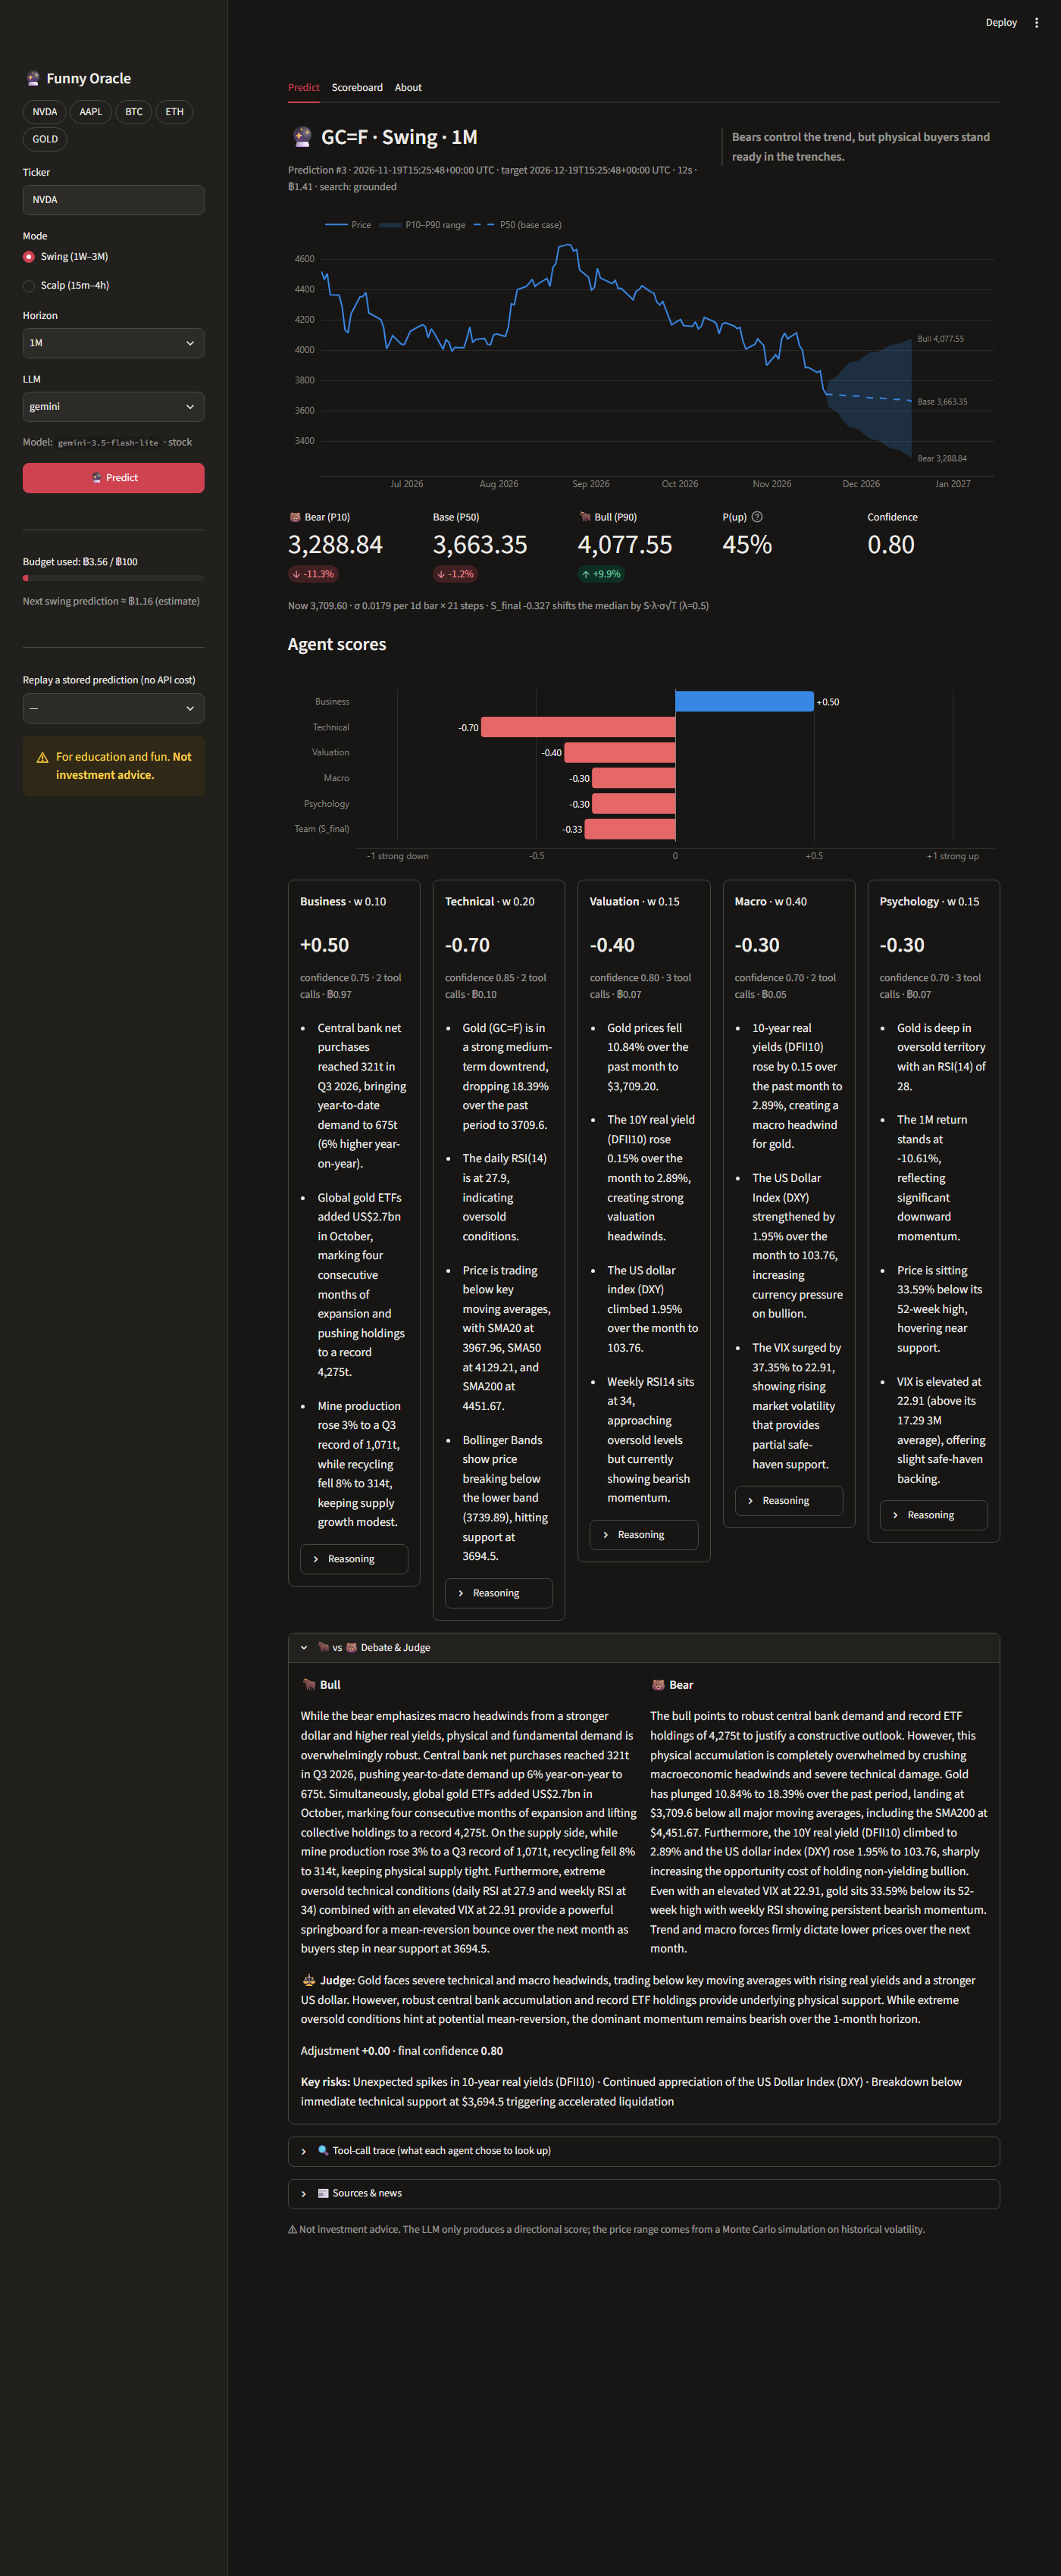 Deploy
Funny Oracle
NVDA
AAPL
BTC
ETH
GOLD
Ticker
NVDA
Mode
Swing (1W–3M)
Scalp (15m–4h)
Horizon
1M
LLM
gemini
Model: gemini-3.5-flash-lite · stock
Predict
Budget used: ฿3.56 / ฿100
Next swing prediction ≈ ฿1.16 (estimate)
Replay a stored prediction (no API cost)
—
For education and fun. Not
investment advice.
Predict
Scoreboard
About
GC=F · Swing · 1M
Prediction #3 · 2026-11-19T15:25:48+00:00 UTC · target 2026-12-19T15:25:48+00:00 UTC · 12s ·
฿1.41 · search: grounded
Bears control the trend, but physical buyers stand
ready in the trenches.
Price
P10–P90 range
P50 (base case)
4600
4400
4200
4000
3800
3600
3400
Bull 4,077.55
Base 3,663.35
Bear 3,288.84
Jul 2026
Aug 2026
Sep 2026
Oct 2026
Nov 2026
Dec 2026
Jan 2027
Bear (P10)
3,288.84
↓ -11.3%
Base (P50)
3,663.35
↓ -1.2%
Bull (P90)
4,077.55
↑ +9.9%
P(up)
45%
Confidence
0.80
Now 3,709.60 · σ 0.0179 per 1d bar × 21 steps · S_final -0.327 shifts the median by S·λ·σ√T (λ=0.5)
Agent scores
Business
+0.50
Technical
-0.70
Valuation
-0.40
Macro
-0.30
Psychology
-0.30
Team (S_final)
-0.33
-1 strong down
-0.5
0
+0.5
+1 strong up
Business · w 0.10
+0.50
confidence 0.75 · 2 tool
calls · ฿0.97
Central bank net
purchases
reached 321t in
Q3 2026, bringing
year-to-date
demand to 675t
(6% higher year-
on-year).
Global gold ETFs
added US$2.7bn
in October,
marking four
consecutive
months of
expansion and
pushing holdings
to a record
4,275t.
Mine production
rose 3% to a Q3
record of 1,071t,
while recycling
fell 8% to 314t,
keeping supply
growth modest.
Reasoning
Technical · w 0.20
-0.70
confidence 0.85 · 2 tool
calls · ฿0.10
Gold (GC=F) is in
a strong medium-
term downtrend,
dropping 18.39%
over the past
period to 3709.6.
The daily RSI(14)
is at 27.9,
indicating
oversold
conditions.
Price is trading
below key
moving averages,
with SMA20 at
3967.96, SMA50
at 4129.21, and
SMA200 at
4451.67.
Bollinger Bands
show price
breaking below
the lower band
(3739.89), hitting
support at
3694.5.
Reasoning
Valuation · w 0.15
-0.40
confidence 0.80 · 3 tool
calls · ฿0.07
Gold prices fell
10.84% over the
past month to
$3,709.20.
The 10Y real yield
(DFII10) rose
0.15% over the
month to 2.89%,
creating strong
valuation
headwinds.
The US dollar
index (DXY)
climbed 1.95%
over the month to
103.76.
Weekly RSI14 sits
at 34,
approaching
oversold levels
but currently
showing bearish
momentum.
Reasoning
Macro · w 0.40
-0.30
confidence 0.70 · 2 tool
calls · ฿0.05
10-year real
yields (DFII10)
rose by 0.15 over
the past month to
2.89%, creating a
macro headwind
for gold.
The US Dollar
Index (DXY)
strengthened by
1.95% over the
month to 103.76,
increasing
currency pressure
on bullion.
The VIX surged by
37.35% to 22.91,
showing rising
market volatility
that provides
partial safe-
haven support.
Reasoning
Psychology · w 0.15
-0.30
confidence 0.70 · 3 tool
calls · ฿0.07
Gold is deep in
oversold territory
with an RSI(14) of
28.
The 1M return
stands at
-10.61%,
reflecting
significant
downward
momentum.
Price is sitting
33.59% below its
52-week high,
hovering near
support.
VIX is elevated at
22.91 (above its
17.29 3M
average), offering
slight safe-haven
backing.
Reasoning
vs Debate & Judge
Bull
While the bear emphasizes macro headwinds from a stronger
dollar and higher real yields, physical and fundamental demand is
overwhelmingly robust. Central bank net purchases reached 321t
in Q3 2026, pushing year-to-date demand up 6% year-on-year to
675t. Simultaneously, global gold ETFs added US$2.7bn in
October, marking four consecutive months of expansion and lifting
collective holdings to a record 4,275t. On the supply side, while
mine production rose 3% to a Q3 record of 1,071t, recycling fell 8%
to 314t, keeping physical supply tight. Furthermore, extreme
oversold technical conditions (daily RSI at 27.9 and weekly RSI at
34) combined with an elevated VIX at 22.91 provide a powerful
springboard for a mean-reversion bounce over the next month as
buyers step in near support at 3694.5.
Bear
The bull points to robust central bank demand and record ETF
holdings of 4,275t to justify a constructive outlook. However, this
physical accumulation is completely overwhelmed by crushing
macroeconomic headwinds and severe technical damage. Gold
has plunged 10.84% to 18.39% over the past period, landing at
$3,709.6 below all major moving averages, including the SMA200 at
$4,451.67. Furthermore, the 10Y real yield (DFII10) climbed to
2.89% and the US dollar index (DXY) rose 1.95% to 103.76, sharply
increasing the opportunity cost of holding non-yielding bullion.
Even with an elevated VIX at 22.91, gold sits 33.59% below its 52-
week high with weekly RSI showing persistent bearish momentum.
Trend and macro forces firmly dictate lower prices over the next
month.
Judge: Gold faces severe technical and macro headwinds, trading below key moving averages with rising real yields and a stronger
US dollar. However, robust central bank accumulation and record ETF holdings provide underlying physical support. While extreme
oversold conditions hint at potential mean-reversion, the dominant momentum remains bearish over the 1-month horizon.
Adjustment +0.00 · final confidence 0.80
Key risks: Unexpected spikes in 10-year real yields (DFII10) · Continued appreciation of the US Dollar Index (DXY) · Breakdown below
immediate technical support at $3,694.5 triggering accelerated liquidation
Tool-call trace (what each agent chose to look up)
Sources & news
⚠ Not investment advice. The LLM only produces a directional score; the price range comes from a Monte Carlo simulation on historical volatility.